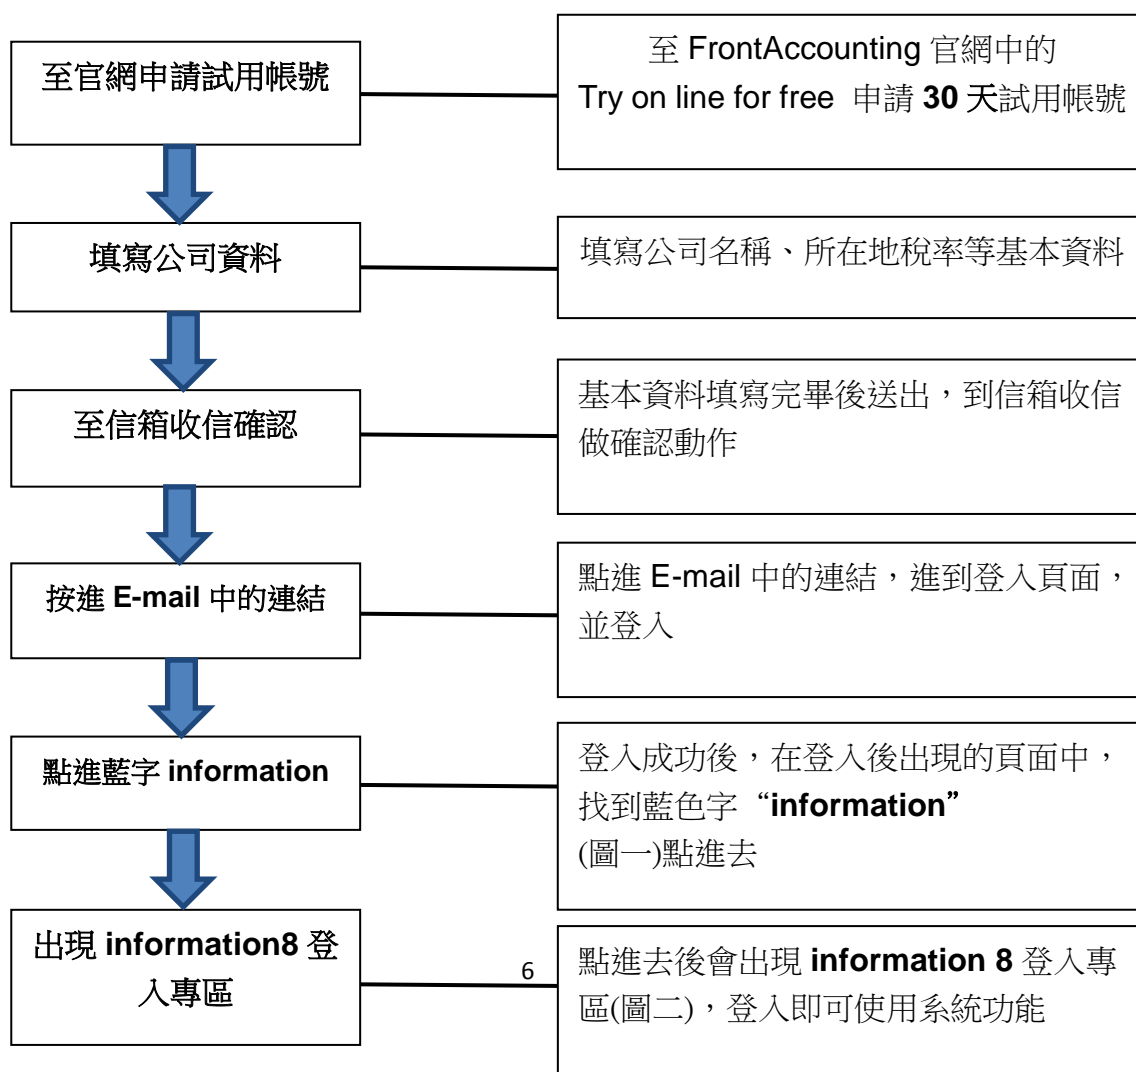 至官網申請試用帳號
至 FrontAccounting 官網中的
Try on line for free 申請 30 天試用帳號
填寫公司資料
填寫公司名稱、所在地稅率等基本資料
至信箱收信確認
基本資料填寫完畢後送出，到信箱收信
做確認動作
按進 E-mail 中的連結
點進 E-mail 中的連結，進到登入頁面，
並登入
點進藍字 information
登入成功後，在登入後出現的頁面中，
找到藍色字“information”
(圖一)點進去
出現 information8 登
入專區
點進去後會出現 information 8 登入專
區(圖二)，登入即可使用系統功能
6